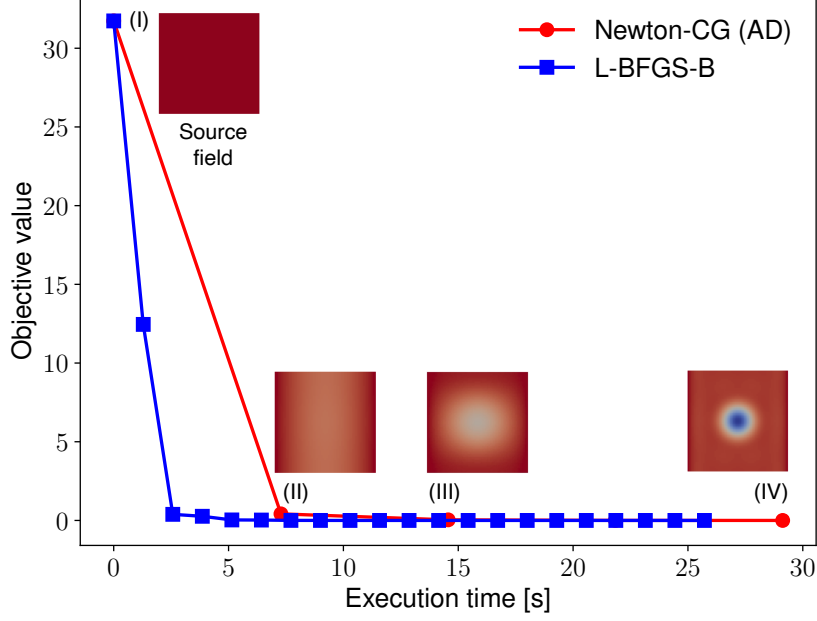 (I)
Source
field
Newton-CG (AD)
L-BFGS-B
Objective value
30
25
20
15
10
5
0
(II)
(III)
(IV)
0 5 10 15 20 25 30
Execution time [s]